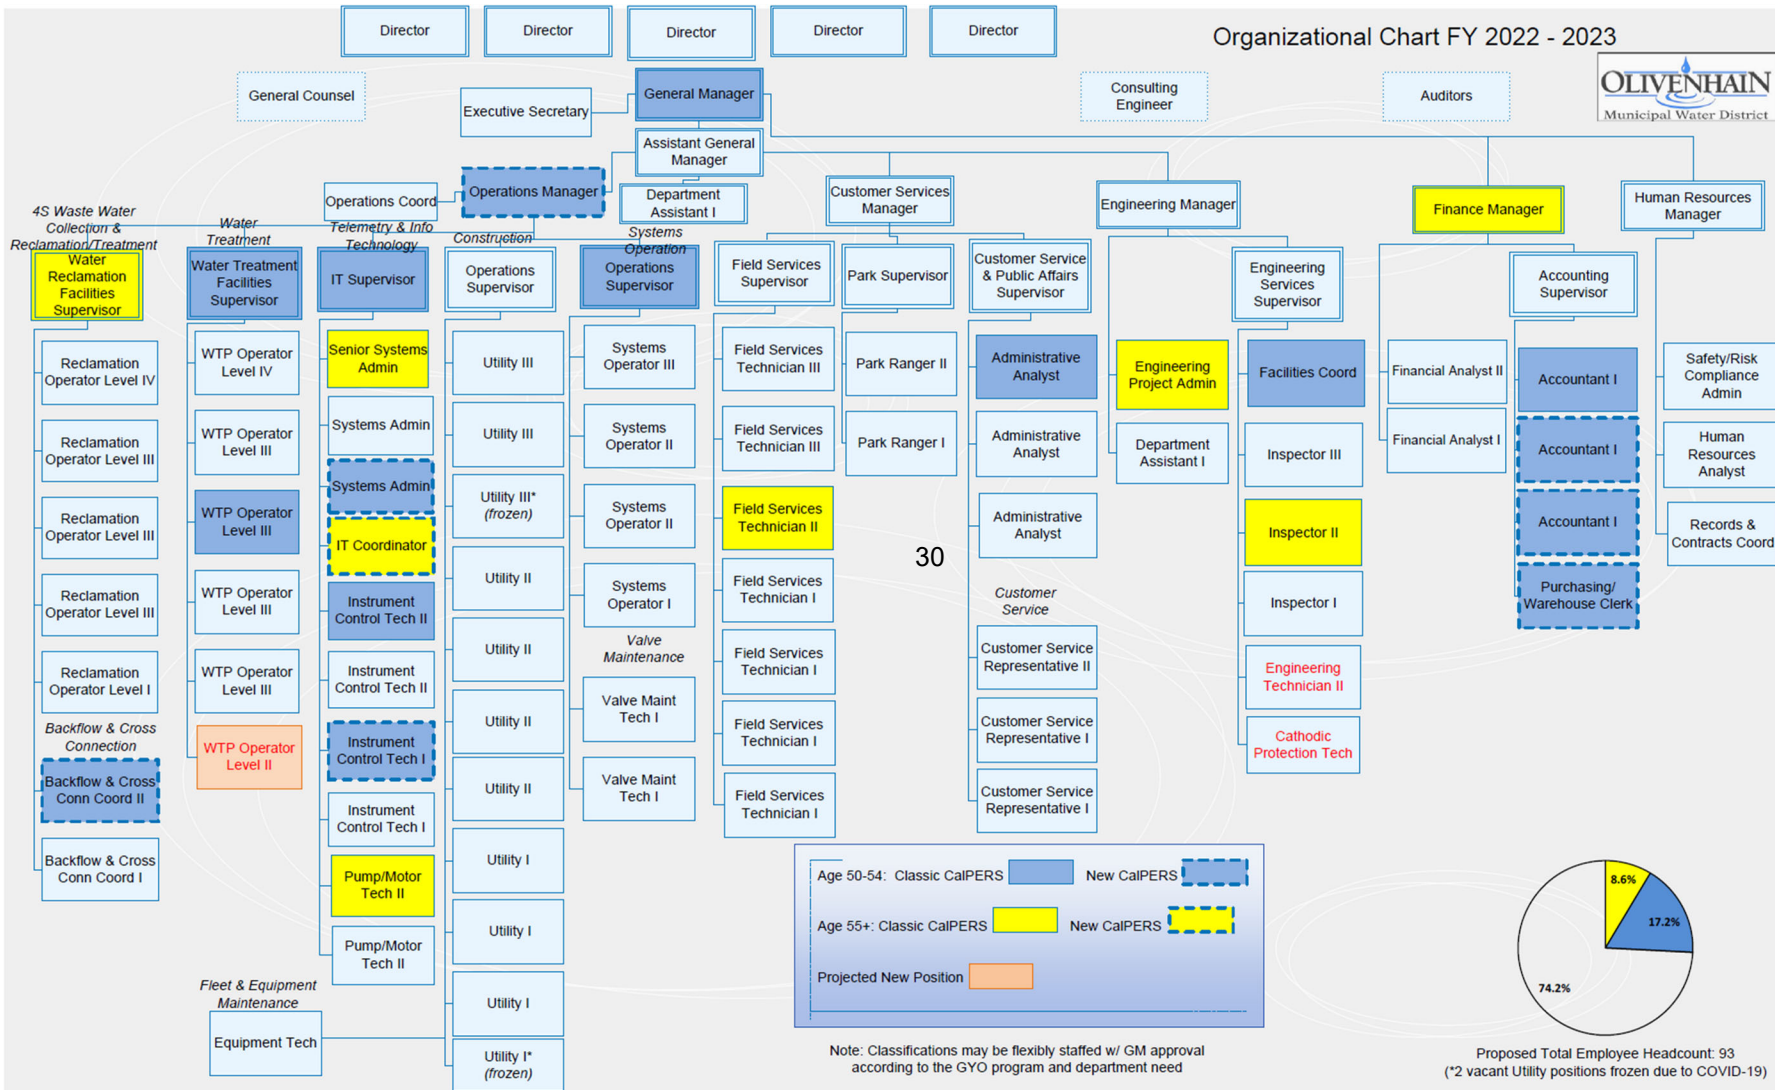 Director
Director
Director
Director
Director
Organizational Chart FY 2022 - 2023
OLIVENHAIN
Municipal Water District
General Counsel
Executive Secretary
General Manager
Consulting
Engineer
Auditors
Assistant General
Manager
Operations Coord
Operations Manager
Department
Assistant I
Customer Services
Manager
Engineering Manager
Finance Manager
Human Resources
Manager
4S Waste Water
Collection &
Reclamation/Treatment
Water
Treatment
Telemetry & Info
Technology
Construction
Systems
Operation
Water
Reclamation
Facilities
Supervisor
Water Treatment
Facilities
Supervisor
IT Supervisor
Operations
Supervisor
Operations
Supervisor
Field Services
Supervisor
Park Supervisor
Customer Service
& Public Affairs
Supervisor
Engineering
Services
Supervisor
Accounting
Supervisor
Reclamation
Operator Level IV
Reclamation
Operator Level III
Reclamation
Operator Level III
Reclamation
Operator Level III
Reclamation
Operator Level I
Backflow & Cross
Connection
Backflow & Cross
Conn Coord II
Backflow & Cross
Conn Coord I
WTP Operator
Level IV
WTP Operator
Level III
WTP Operator
Level III
WTP Operator
Level III
WTP Operator
Level III
WTP Operator
Level II
Senior Systems
Admin
Systems Admin
Systems Admin
IT Coordinator
Instrument
Control Tech II
Instrument
Control Tech II
Instrument
Control Tech I
Instrument
Control Tech I
Pump/Motor
Tech II
Pump/Motor
Tech II
Fleet & Equipment
Maintenance
Equipment Tech
Utility III
Utility III
Utility III*
(frozen)
Utility II
Utility II
Utility II
Utility II
Utility I
Utility I
Utility I
Utility I*
(frozen)
Systems
Operator III
Systems
Operator II
Systems
Operator II
Systems
Operator I
Valve
Maintenance
Valve Maint
Tech I
Valve Maint
Tech I
Field Services
Technician III
Field Services
Technician III
Field Services
Technician II
Field Services
Technician I
Field Services
Technician I
Field Services
Technician I
Field Services
Technician I
Park Ranger II
Park Ranger I
30
Administrative
Analyst
Administrative
Analyst
Administrative
Analyst
Customer
Service
Customer Service
Representative II
Customer Service
Representative I
Customer Service
Representative I
Engineering
Project Admin
Department
Assistant I
Facilities Coord
Inspector III
Inspector II
Inspector I
Engineering
Technician II
Cathodic
Protection Tech
Financial Analyst II
Financial Analyst I
Accountant I
Accountant I
Accountant I
Purchasing/
Warehouse Clerk
Safety/Risk
Compliance
Admin
Human
Resources
Analyst
Records &
Contracts Coord
Age 50-54: Classic CalPERS
New CalPERS
Age 55+: Classic CalPERS
New CalPERS
Projected New Position
Note: Classifications may be flexibly staffed w/ GM approval
according to the GYO program and department need
8.6%
17.2%
74.2%
Proposed Total Employee Headcount: 93
(*2 vacant Utility positions frozen due to COVID-19)